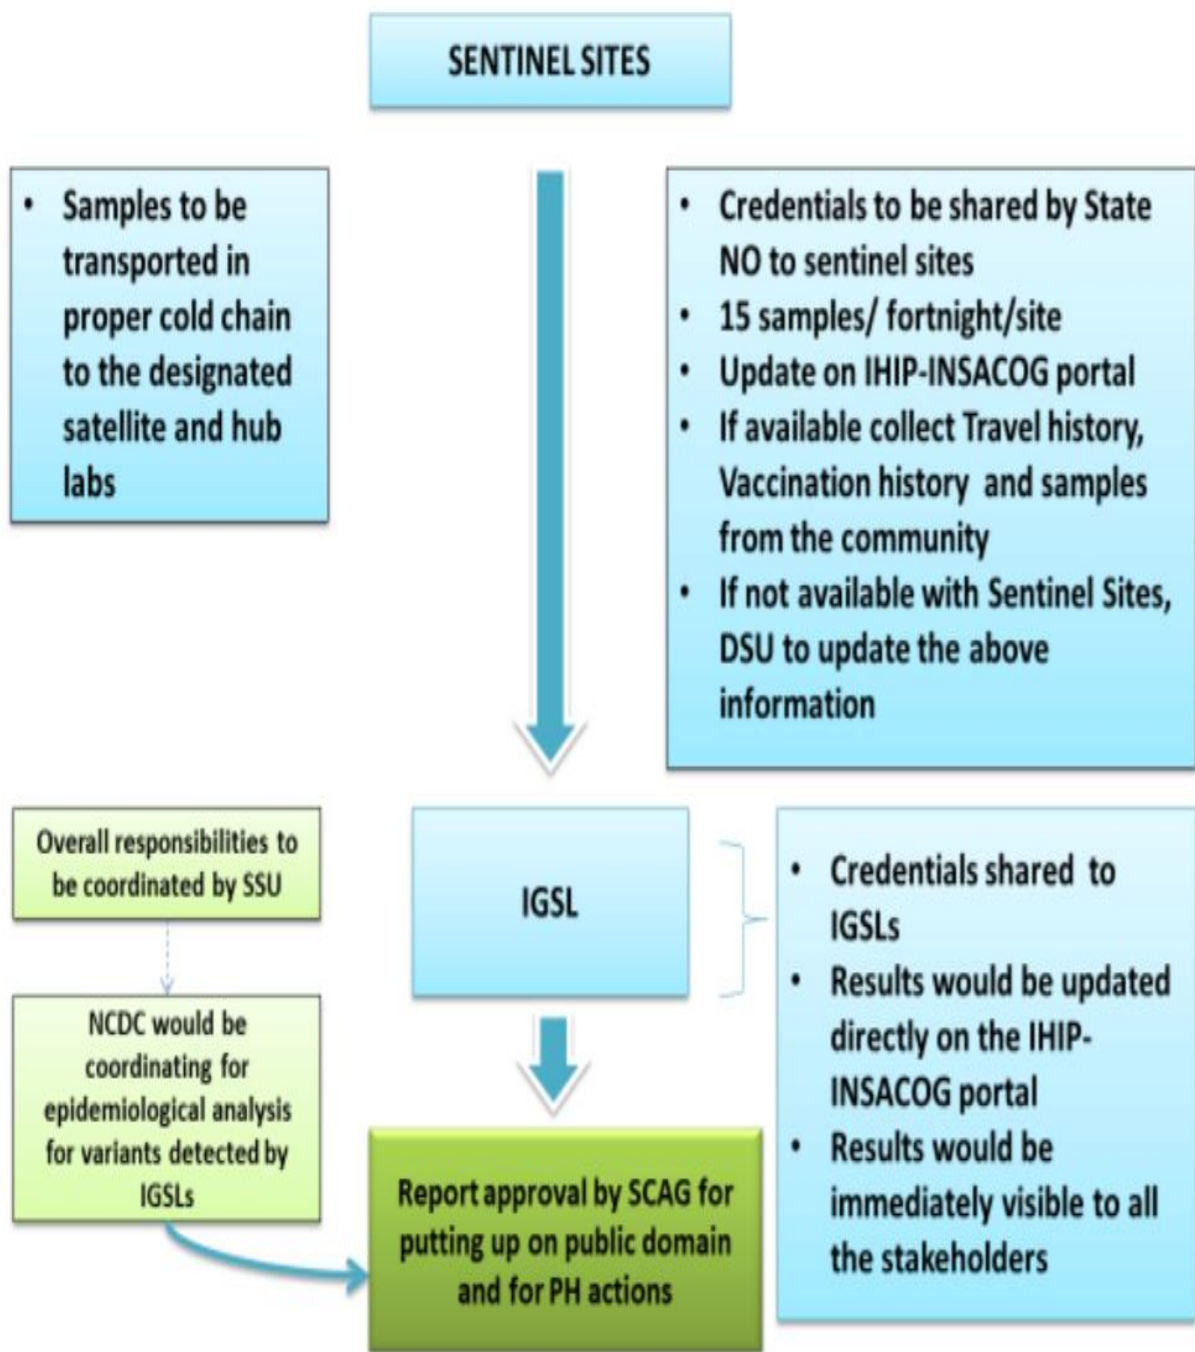 SENTINEL SITES
• Samples to be
transported in
proper cold chain
to the designated
satellite and hub
labs
• Credentials to be shared by State
NO to sentinel sites
• 15 samples/ fortnight/site
• Update on IHIP-INSACOG portal
• If available collect Travel history,
Vaccination history and samples
from the community
• If not available with Sentinel Sites,
DSU to update the above
information
Overall responsibilities to
be coordinated by SSU
IGSL
• Credentials shared to
IGSLs
• Results would be updated
directly on the IHIP-
INSACOG portal
• Results would be
immediately visible to all
the stakeholders
NCDC would be
coordinating for
epidemiological analysis
for variants detected by
IGSLs
Report approval by SCAG for
putting up on public domain
and for PH actions